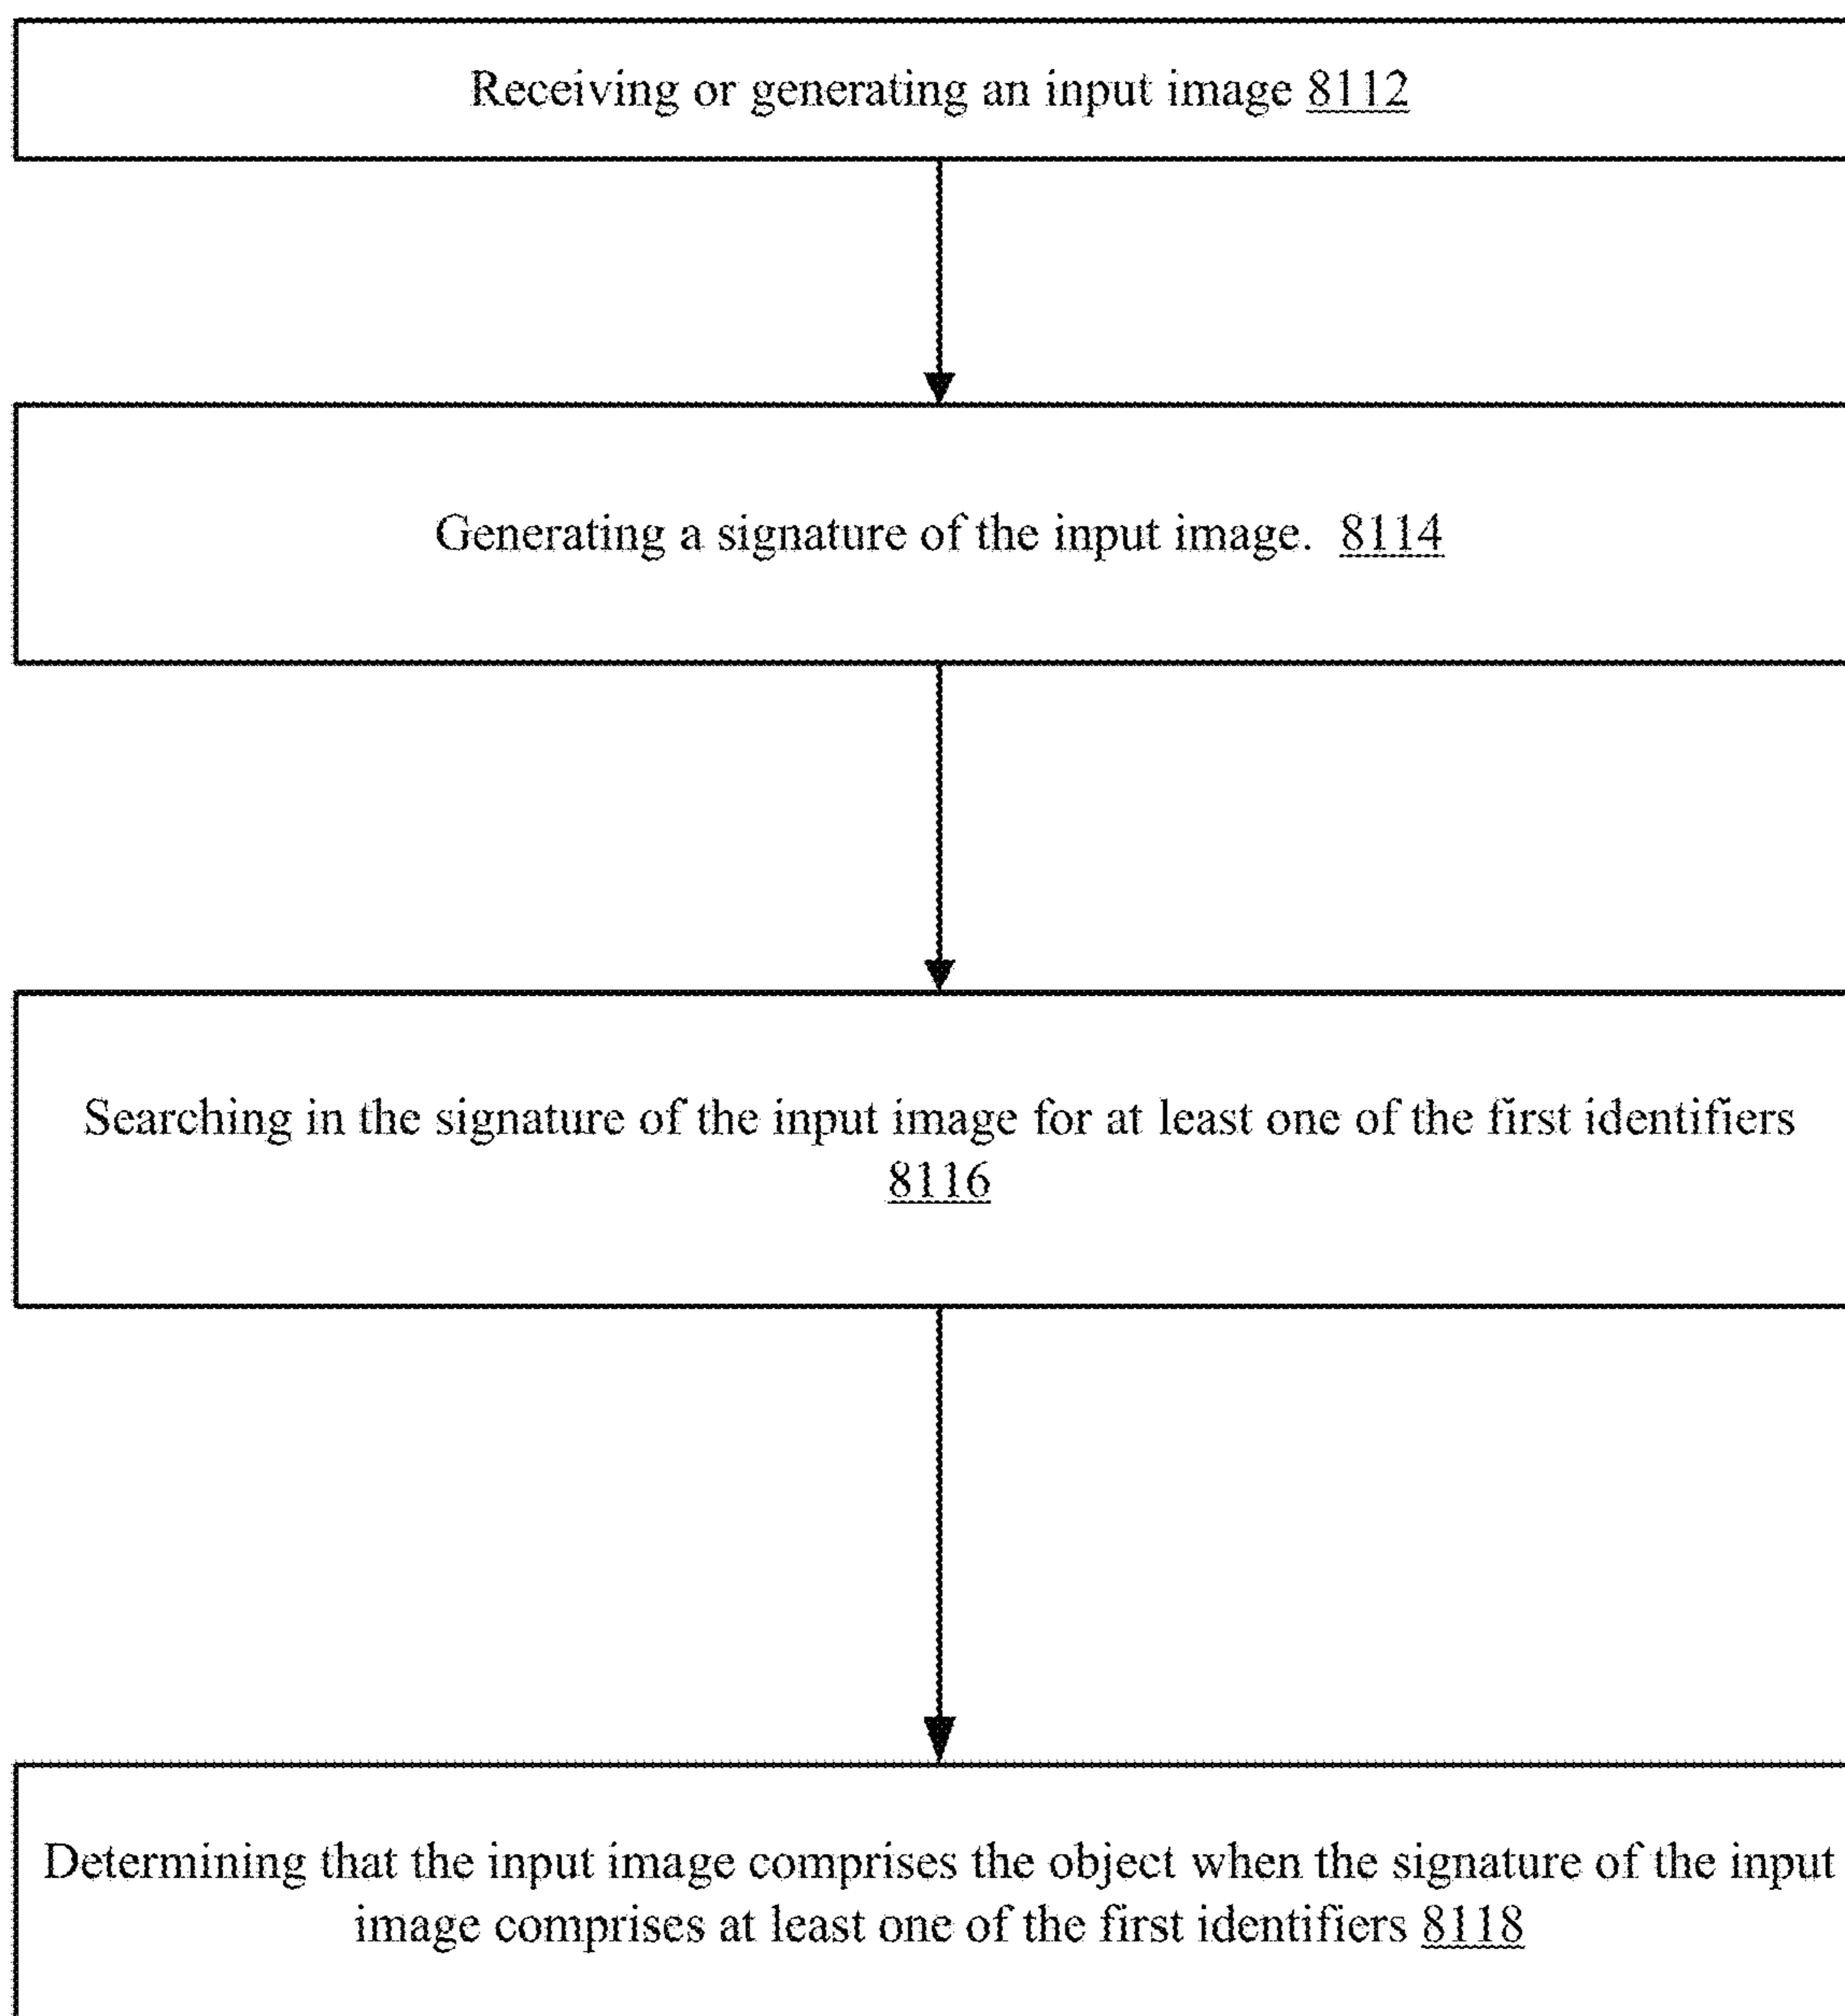 Receiving or generating an input image 8112
Generating a signature of the input image. 8114
Searching in the signature of the input image for at least one of the first identifiers
8116
Determining that the input image comprises the object when the signature of the input
image comprises at least one of the first identifiers 8118